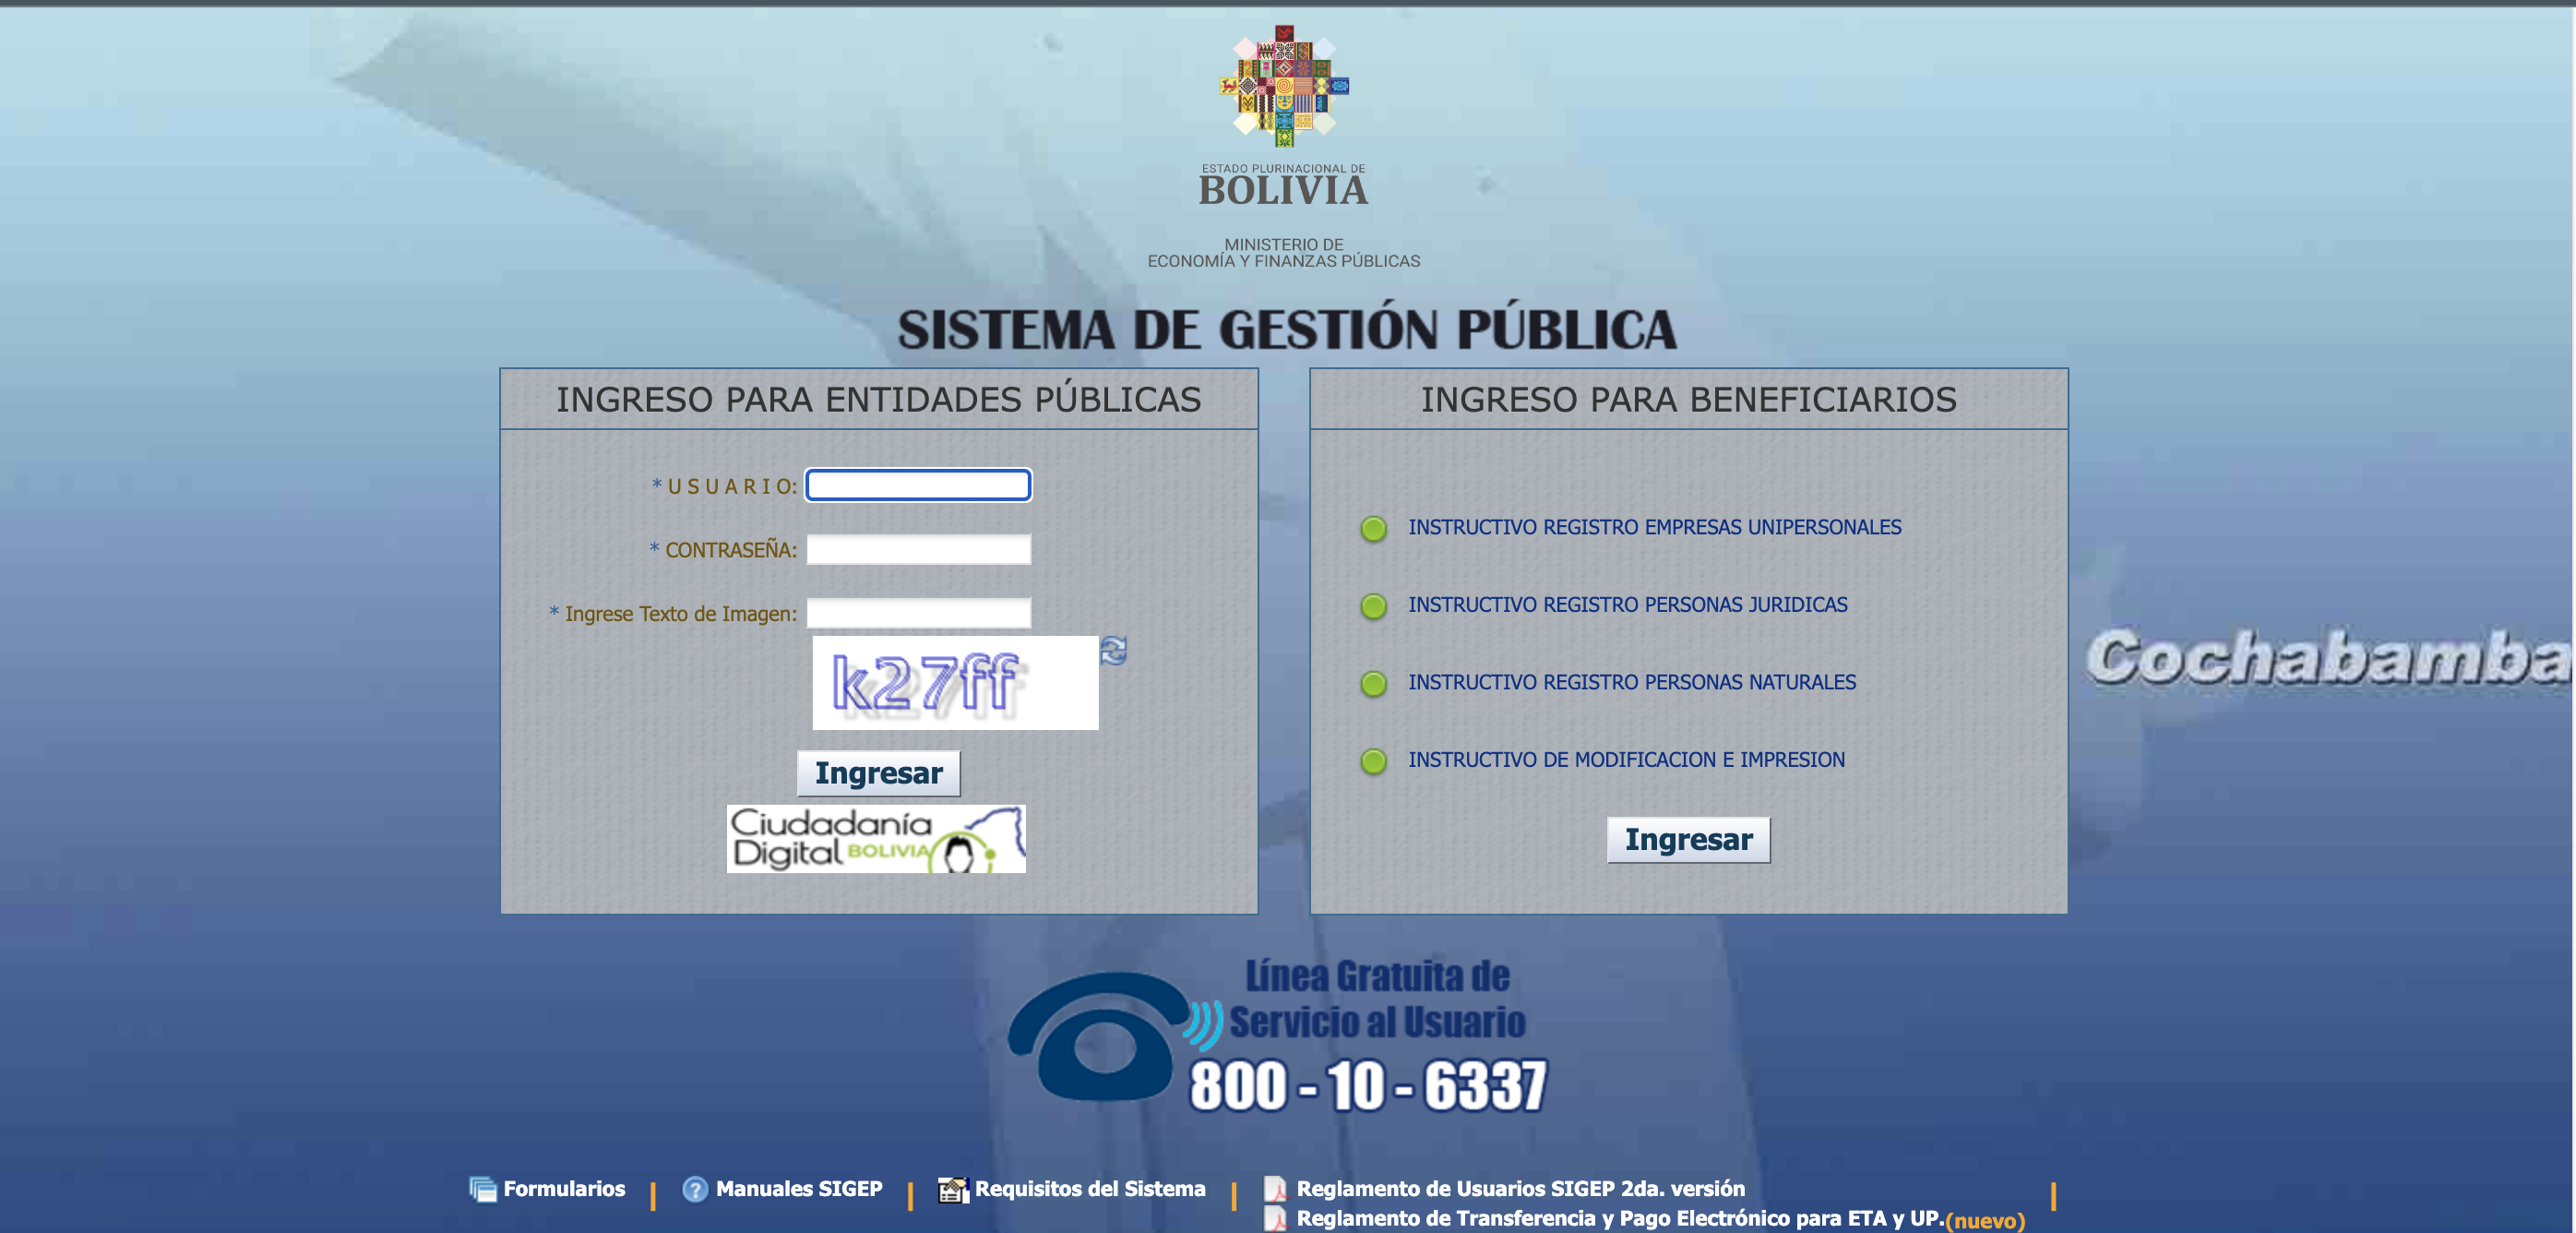 ESTADO PLURINACIONAL DE
BOLIVIA
MINISTERIO DE
ECONOMÍA Y FINANZAS PÚBLICAS
SISTEMA DE GESTIÓN PÚBLICA
INGRESO PARA ENTIDADES PÚBLICAS
* U S U A R I O:
* CONTRASEÑA:
* Ingrese Texto de Imagen:
k27ff
Ingresar
Ciudadanía
Digital BOLIVIA
INGRESO PARA BENEFICIARIOS
INSTRUCTIVO REGISTRO EMPRESAS UNIPERSONALES
INSTRUCTIVO REGISTRO PERSONAS JURIDICAS
INSTRUCTIVO REGISTRO PERSONAS NATURALES
INSTRUCTIVO DE MODIFICACION E IMPRESION
Ingresar
Cochabamba
Línea Gratuita de
Servicio al Usuario
800 - 10 - 6337
Formularios | Manuales SIGEP | Requisitos del Sistema | Reglamento de Usuarios SIGEP 2da. versión |
Reglamento de Transferencia y Pago Electrónico para ETA y UP.(nuevo)